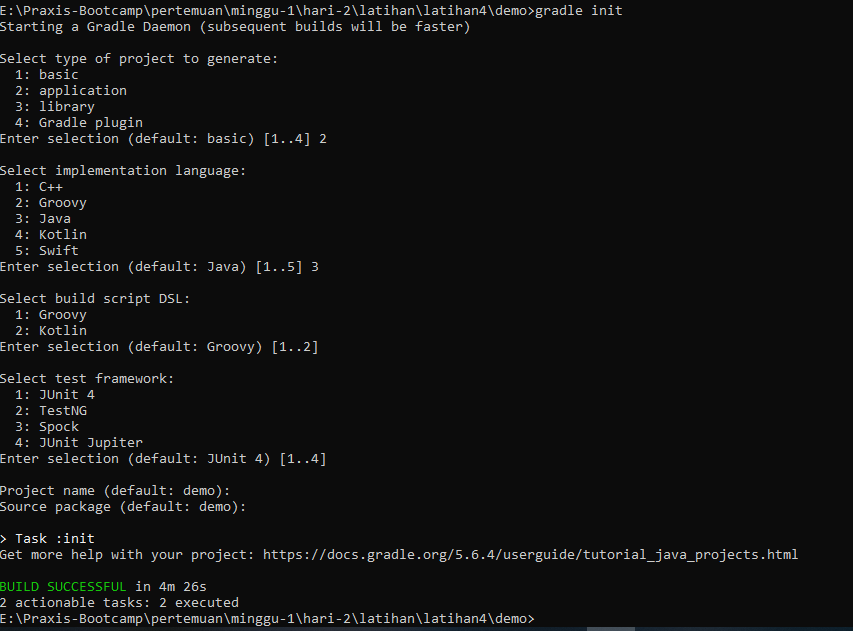 E:\Praxis-Bootcamp\pertemuan\minggu-1\hari-2\latihan\latihan4\demo>gradle init
Starting a Gradle Daemon (subsequent builds will be faster)
Select type of project to generate:
1: basic
2: application
3: library
4: Gradle plugin
Enter selection (default: basic) [1..4] 2
Select implementation language:
1: C++
2: Groovy
3: Java
4: Kotlin
5: Swift
Enter selection (default: Java) [1..5] 3
Select build script DSL:
1: Groovy
2: Kotlin
Enter selection (default: Groovy) [1..2]
Select test framework:
1: JUnit 4
2: TestNG
3: Spock
4: JUnit Jupiter
Enter selection (default: JUnit 4) [1..4]
Project name (default: demo):
Source package (default: demo):
> Task :init
Get more help with your project: https://docs.gradle.org/5.6.4/userguide/tutorial_java_projects.html
BUILD SUCCESSFUL in 4m 26s
2 actionable tasks: 2 executed
E:\Praxis-Bootcamp\pertemuan\minggu-1\hari-2\latihan\latihan4\demo>